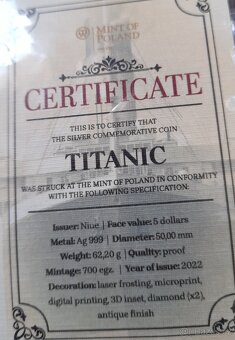 MINT OF
POLAND
CERTIFICATE
THIS IS TO CERTIFY THAT
THE SILVER COMMEMORATIVE COIN
TITANIC
WAS STRUCK AT THE MINT OF POLAND IN CONFORMITY
WITH THE FOLLOWING SPECIFICATION:
Issuer: Niue | Face value: 5 dollars
Metal: Ag 999 | Diameter: 50,00 mm
Weight: 62,20 g | Quality: proof
Mintage: 700 egz. | Year of issue: 2022
Decoration: laser frosting, microprint,
digital printing, 3D inset, diamond (x2),
antique finish